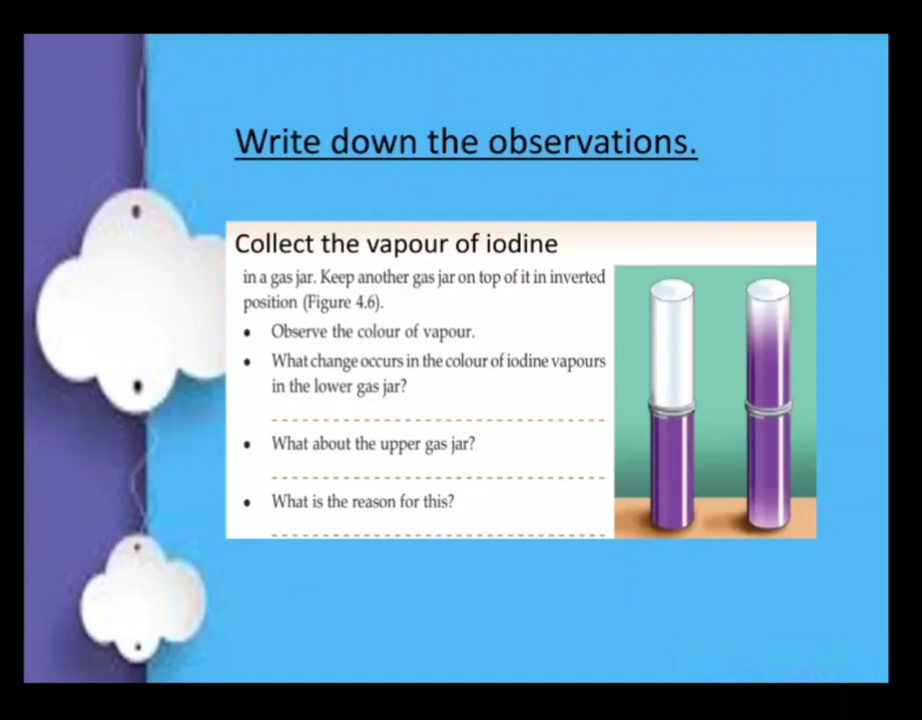 Write down the observations.
Collect the vapour of iodine
in a gas jar. Keep another gas jar on top of it in inverted
position (Figure 4.6).
• Observe the colour of vapour.
• What change occurs in the colour of iodine vapours
in the lower gas jar?
• What about the upper gas jar?
• What is the reason for this?